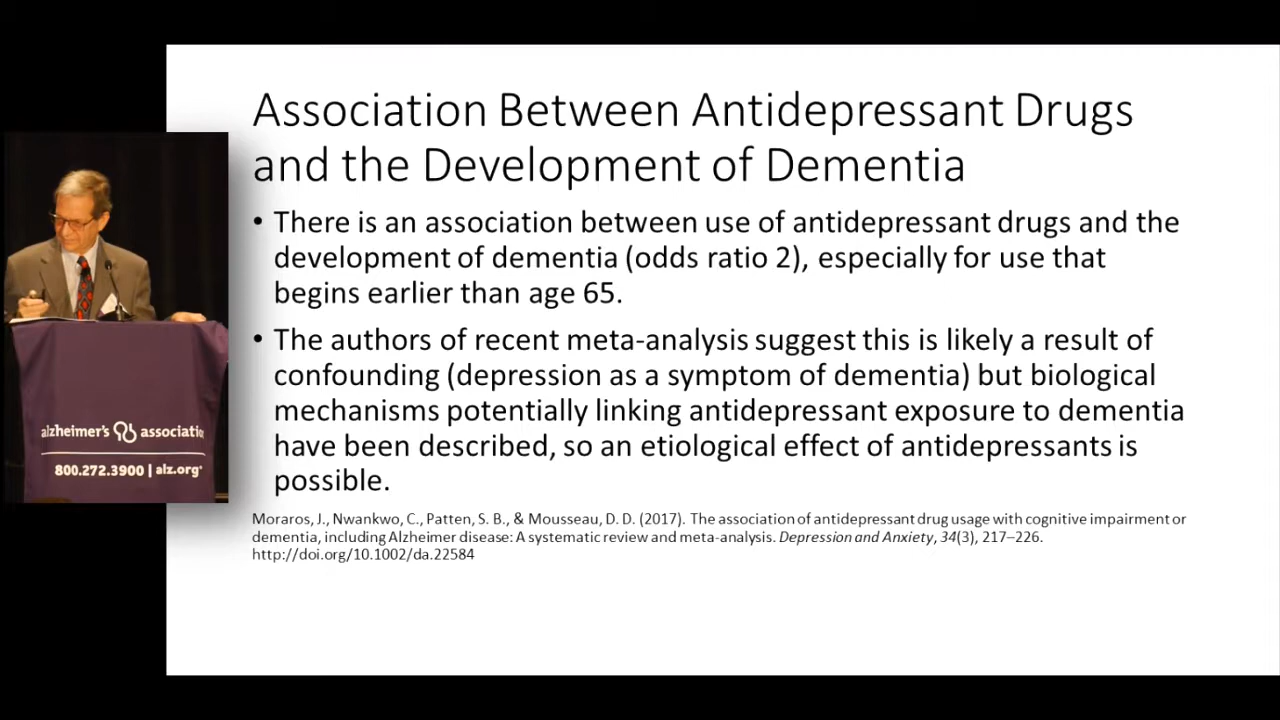 Association Between Antidepressant Drugs
and the Development of Dementia
• There is an association between use of antidepressant drugs and the
development of dementia (odds ratio 2), especially for use that
begins earlier than age 65.
• The authors of recent meta-analysis suggest this is likely a result of
confounding (depression as a symptom of dementia) but biological
mechanisms potentially linking antidepressant exposure to dementia
have been described, so an etiological effect of antidepressants is
possible.
Moraros, J., Nwankwo, C., Patten, S. B., & Mousseau, D. D. (2017). The association of antidepressant drug usage with cognitive impairment or
dementia, including Alzheimer disease: A systematic review and meta-analysis. Depression and Anxiety, 34(3), 217–226.
http://doi.org/10.1002/da.22584
alzheimer's associatio
800.272.3900 | alz.org®